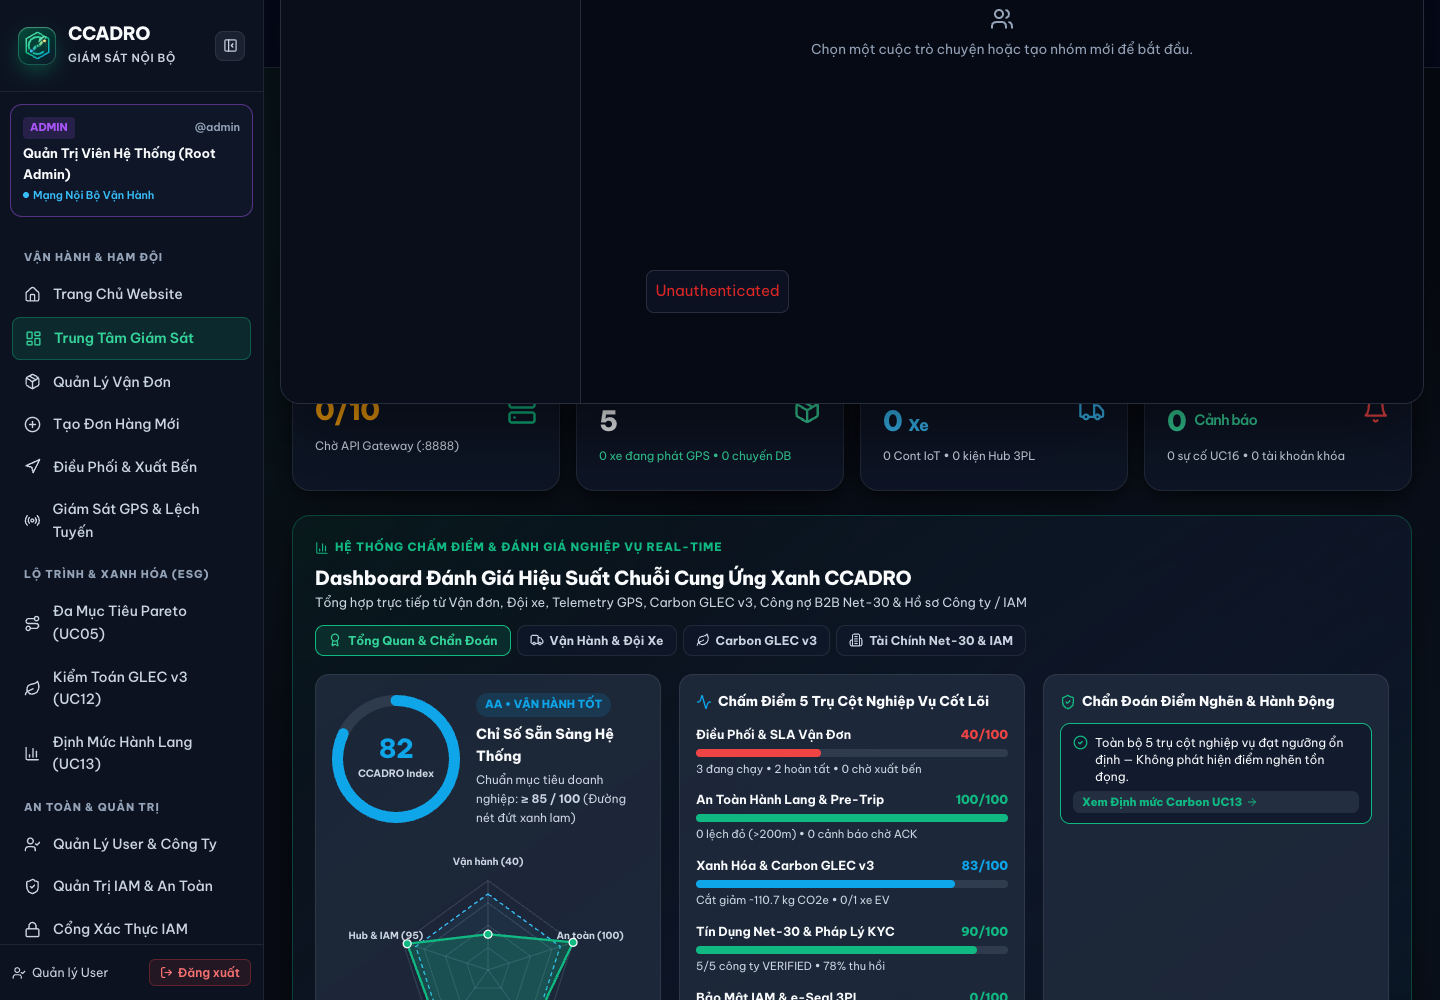 CCADRO
GIÁM SÁT NỘI BỘ
ADMIN
@admin
Quản Trị Viên Hệ Thống (Root
Admin)
Mạng Nội Bộ Vận Hành
VẬN HÀNH & HẠM ĐỘI
Trang Chủ Website
Trung Tâm Giám Sát
Quản Lý Vận Đơn
Tạo Đơn Hàng Mới
Điều Phối & Xuất Bến
Giám Sát GPS & Lệch
Tuyến
LỘ TRÌNH & XANH HÓA (ESG)
Đa Mục Tiêu Pareto
(UC05)
Kiểm Toán GLEC v3
(UC12)
Định Mức Hành Lang
(UC13)
AN TOÀN & QUẢN TRỊ
Quản Lý User & Công Ty
Quản Trị IAM & An Toàn
Cổng Xác Thực IAM
Quản lý User
Đăng xuất
Chọn một cuộc trò chuyện hoặc tạo nhóm mới để bắt đầu.
Unauthenticated
0/10
Chờ API Gateway (:8888)
5
0 xe đang phát GPS • 0 chuyến DB
0 Xe
0 Cont IoT • 0 kiện Hub 3PL
0 Cảnh báo
0 sự cố UC16 • 0 tài khoản khóa
HỆ THỐNG CHẤM ĐIỂM & ĐÁNH GIÁ NGHIỆP VỤ REAL-TIME
Dashboard Đánh Giá Hiệu Suất Chuỗi Cung Ứng Xanh CCADRO
Tổng hợp trực tiếp từ Vận đơn, Đội xe, Telemetry GPS, Carbon GLEC v3, Công nợ B2B Net-30 & Hồ sơ Công ty / IAM
Tổng Quan & Chẩn Đoán
Vận Hành & Đội Xe
Carbon GLEC v3
Tài Chính Net-30 & IAM
82
CCADRO Index
AA • VẬN HÀNH TỐT
Chỉ Số Sẵn Sàng Hệ
Thống
Chuẩn mục tiêu doanh
nghiệp: ≥ 85 / 100 (Đường
nét đứt xanh lam)
Vận hành (40)
Hub & IAM (95)
An toàn (100)
Chấm Điểm 5 Trụ Cột Nghiệp Vụ Cốt Lõi
Điều Phối & SLA Vận Đơn
40/100
3 đang chạy • 2 hoàn tất • 0 chờ xuất bến
An Toàn Hành Lang & Pre-Trip
100/100
0 lệch đỏ (>200m) • 0 cảnh báo chờ ACK
Xanh Hóa & Carbon GLEC v3
83/100
Cắt giảm -110.7 kg CO2e • 0/1 xe EV
Tín Dụng Net-30 & Pháp Lý KYC
90/100
5/5 công ty VERIFIED • 78% thu hồi
Bảo Mật IAM & e-Seal 3PL
Chẩn Đoán Điểm Nghẽn & Hành Động
Toàn bộ 5 trụ cột nghiệp vụ đạt ngưỡng ổn
định — Không phát hiện điểm nghẽn tồn
đọng.
Xem Định mức Carbon UC13 →